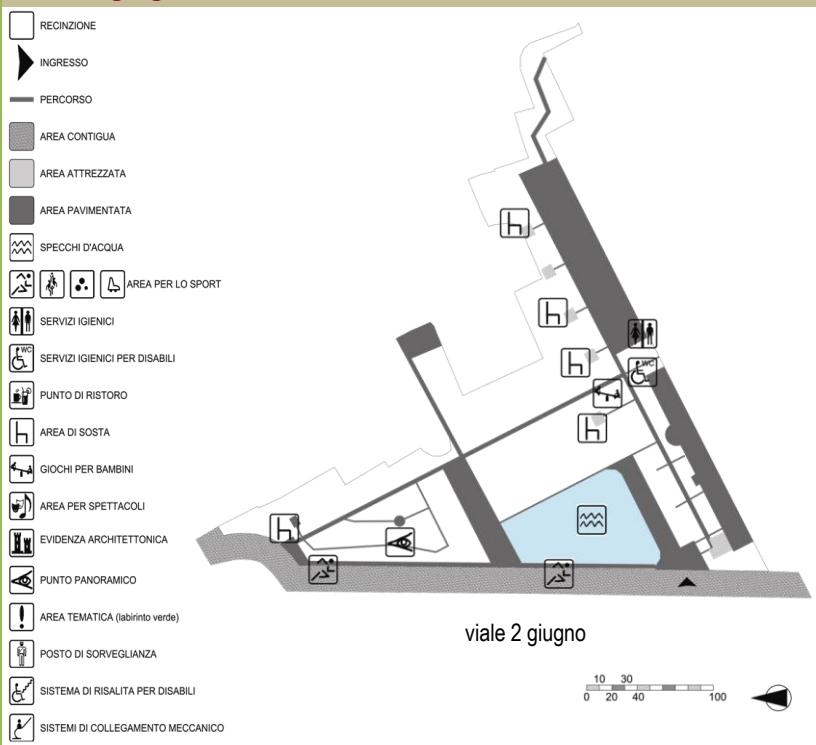 RECINZIONE
INGRESSO
PERCORSO
AREA CONTIGUA
AREA ATTREZZATA
AREA PAVIMENTATA
SPECCHI D'ACQUA
AREA PER LO SPORT
SERVIZI IGIENICI
WC
SERVIZI IGIENICI PER DISABILI
PUNTO DI RISTORO
AREA DI SOSTA
GIOCHI PER BAMBINI
AREA PER SPETTACOLI
EVIDENZA ARCHITETTONICA
PUNTO PANORAMICO
AREA TEMATICA (labirinto verde)
POSTO DI SORVEGLIANZA
SISTEMA DI RISALITA PER DISABILI
SISTEMI DI COLLEGAMENTO MECCANICO
WC
viale 2 giugno
10 30
0 20 40 100